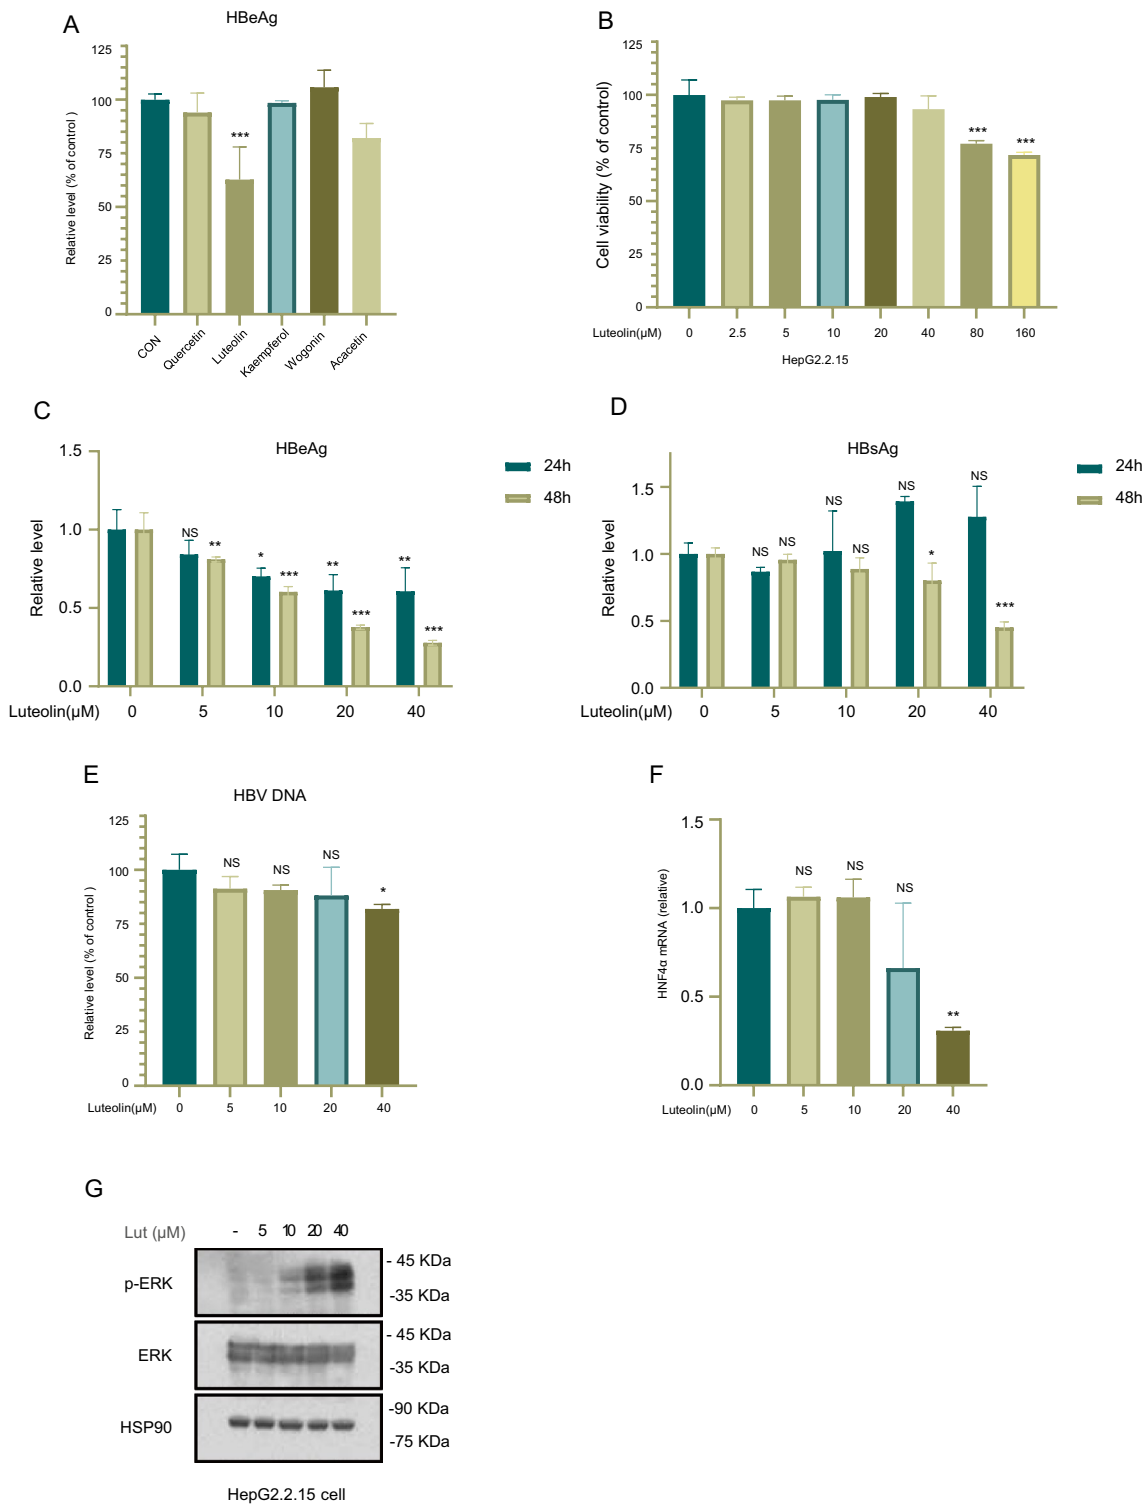 A
HBeAg
Relative level (% of control )
125
100
75
50
25
0
***
CON
Quercetin
Luteolin
Kaempferol
Wogonin
Acacetin
B
Cell viability (% of control)
125
100
75
50
25
0
***
***
Luteolin(μM)
0 2.5 5 10 20 40 80 160
HepG2.2.15
C
HBeAg
24h
48h
Relative level
1.5
1.0
0.5
0.0
NS ** * *** ** *** ** ***
Luteolin(μM) 0 5 10 20 40
D
HBsAg
24h
48h
Relative level
1.5
1.0
0.5
0.0
NS NS NS NS NS * NS ***
Luteolin(μM) 0 5 10 20 40
E
HBV DNA
Relative level (% of control )
125
100
75
50
25
0
NS NS NS *
Luteolin(μM) 0 5 10 20 40
F
HNF4α mRNA (relative)
1.5
1.0
0.5
0.0
NS NS NS **
Luteolin(μM) 0 5 10 20 40
G
Lut (μM) - 5 10 20 40
p-ERK
- 45 KDa
-35 KDa
ERK
- 45 KDa
-35 KDa
HSP90
-90 KDa
-75 KDa
HepG2.2.15 cell